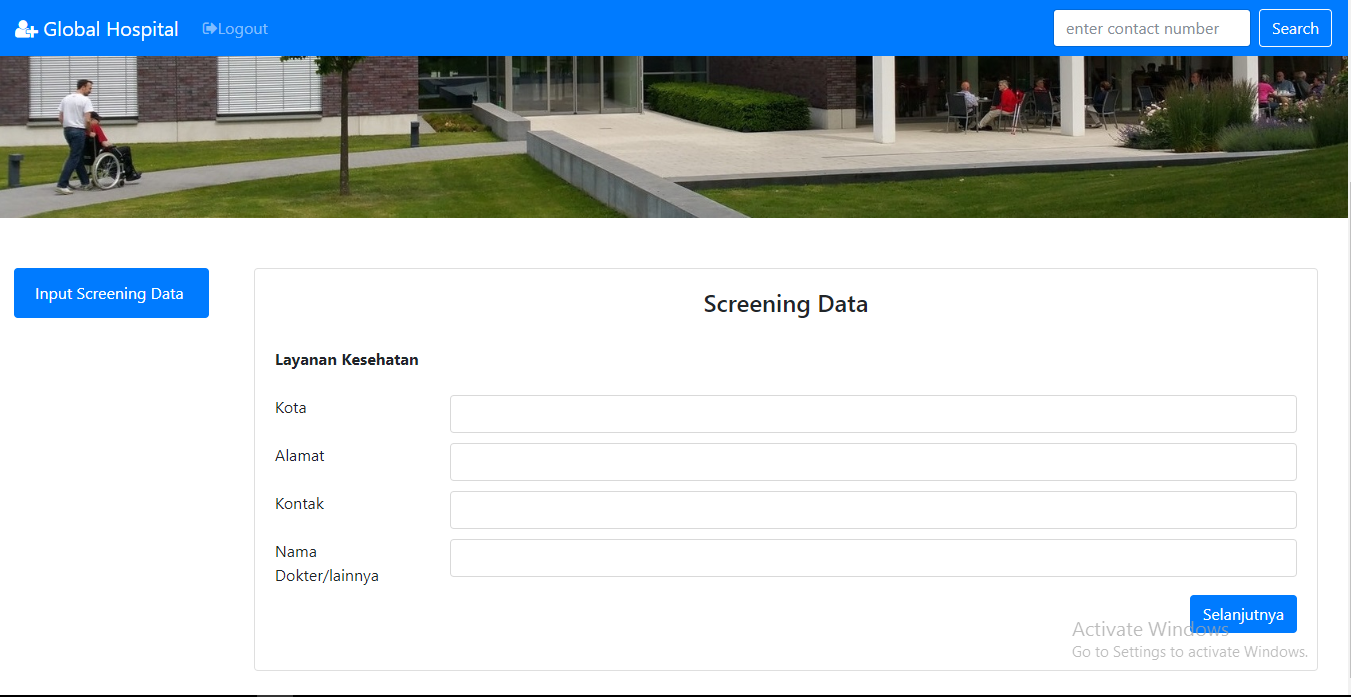 Global Hospital
Logout
enter contact number
Search
Input Screening Data
Screening Data
Layanan Kesehatan
Kota
Alamat
Kontak
Nama
Dokter/lainnya
Selanjutnya
Activate Windows
Go to Settings to activate Windows.